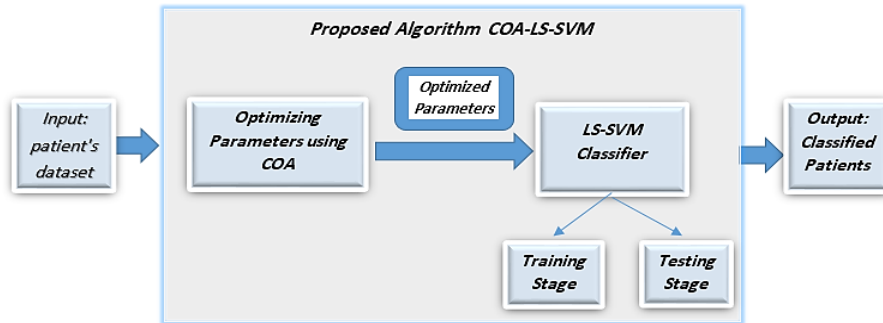 Proposed Algorithm COA-LS-SVM
Input:
patient's
dataset
Optimizing
Parameters using
COA
Optimized
Parameters
LS-SVM
Classifier
Output:
Classified
Patients
Training
Stage
Testing
Stage